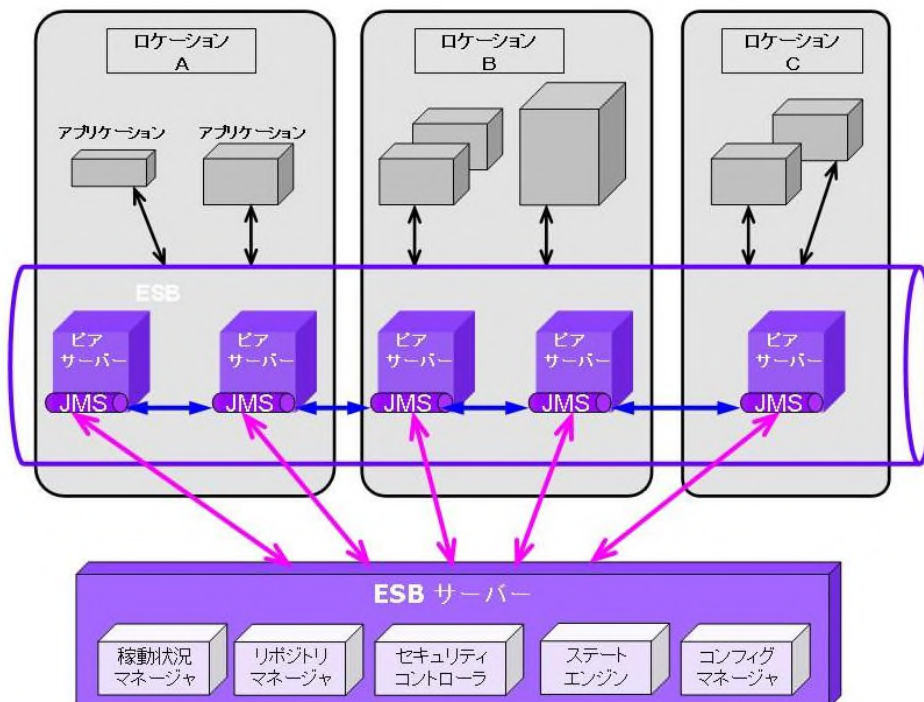 ロケーション
A
ロケーション
B
ロケーション
C
アプリケーション
アプリケーション
ESB
ピア
サーバー
JMS
ピア
サーバー
JMS
ピア
サーバー
JMS
ピア
サーバー
JMS
ピア
サーバー
JMS
ESB サーバー
稼動状況
マネージャ
リポジトリ
マネージャ
セキュリティ
コントローラ
ステート
エンジン
コンフィグ
マネージャ